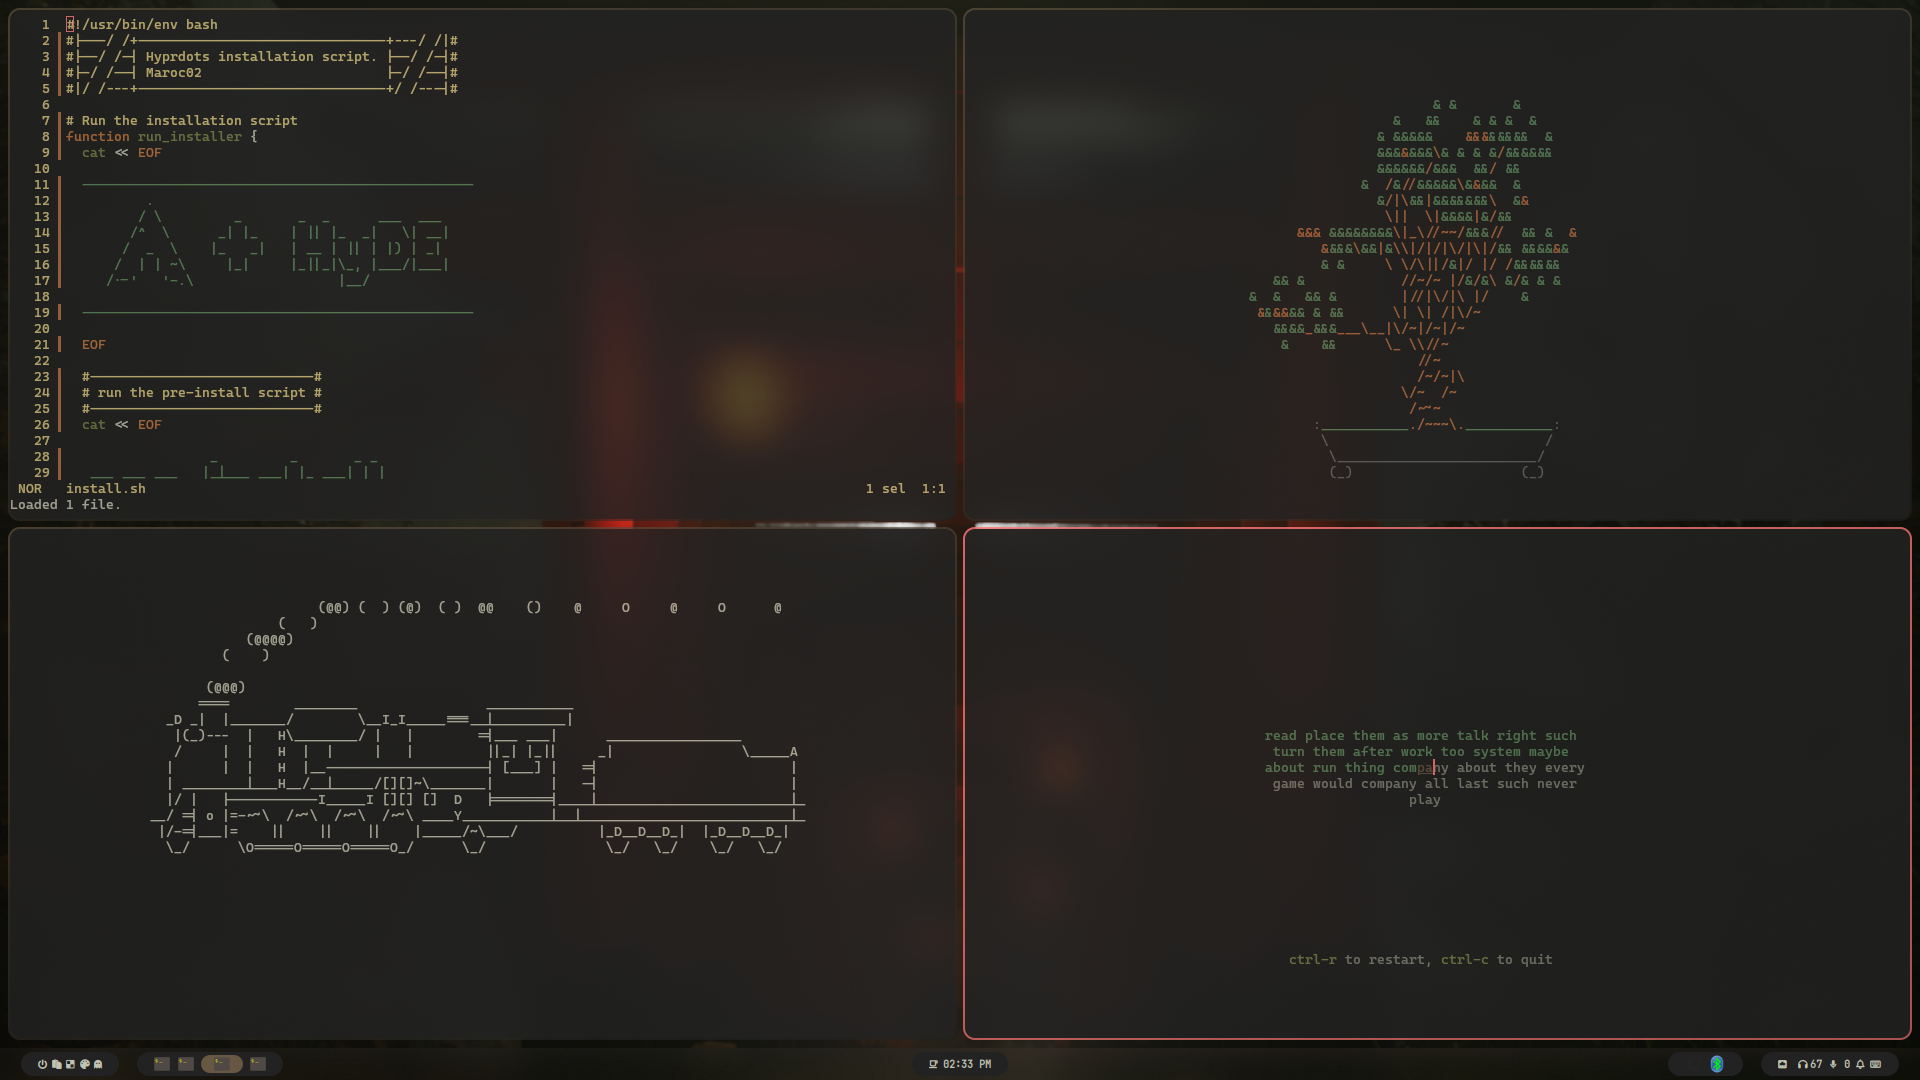 1 #!/usr/bin/env bash
2 #├──/ /+───────────────────────────────+---/ /|#
3 #├──/ /─┤ Hyprdots installation script. ├──/ /─┤#
4 #├─/ /──┤ Maroc02                       ├─/ /──┤#
5 #|/ /---+───────────────────────────────+/ /---┤#
6
7 # Run the installation script
8 function run_installer {
9 cat << EOF
10
11
12
13
14
15
16
17
18
19
20
21 EOF
22
23 #────────────────────────────#
24 # run the pre-install script #
25 #────────────────────────────#
26 cat << EOF
27
28
29
NOR install.sh 1 sel 1:1
Loaded 1 file.
read place them as more talk right such
turn them after work too system maybe
about run thing company about they every
game would company all last such never
play
ctrl-r to restart, ctrl-c to quit
02:33 PM
67 0